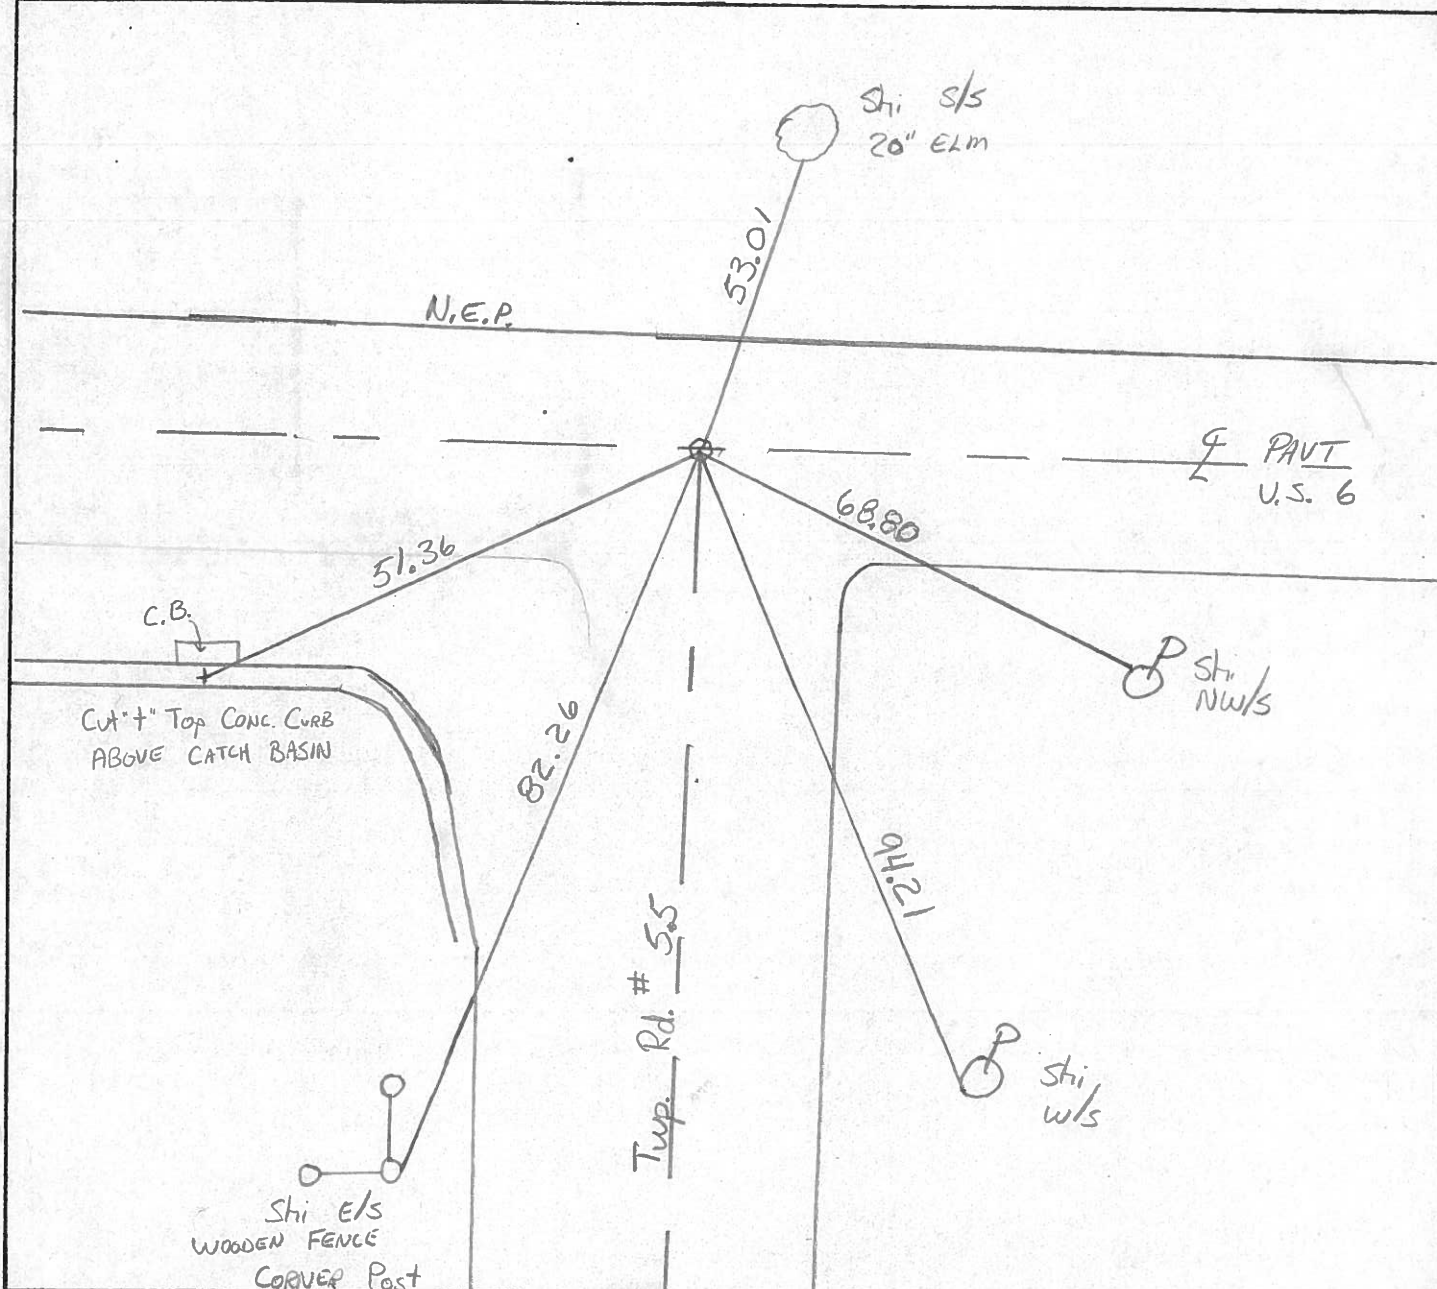 Shi S/S
20" ELM
53.01
N.E.P.
℄ PAVT
U.S. 6
68.80
51.36
C.B.
Shi
NW/S
Cut "+" Top Conc. Curb
ABOVE CATCH BASIN
82.26
94.21
Twp. Rd. # 55
Shi
W/S
Shi E/S
WOODEN FENCE
CORNER Post